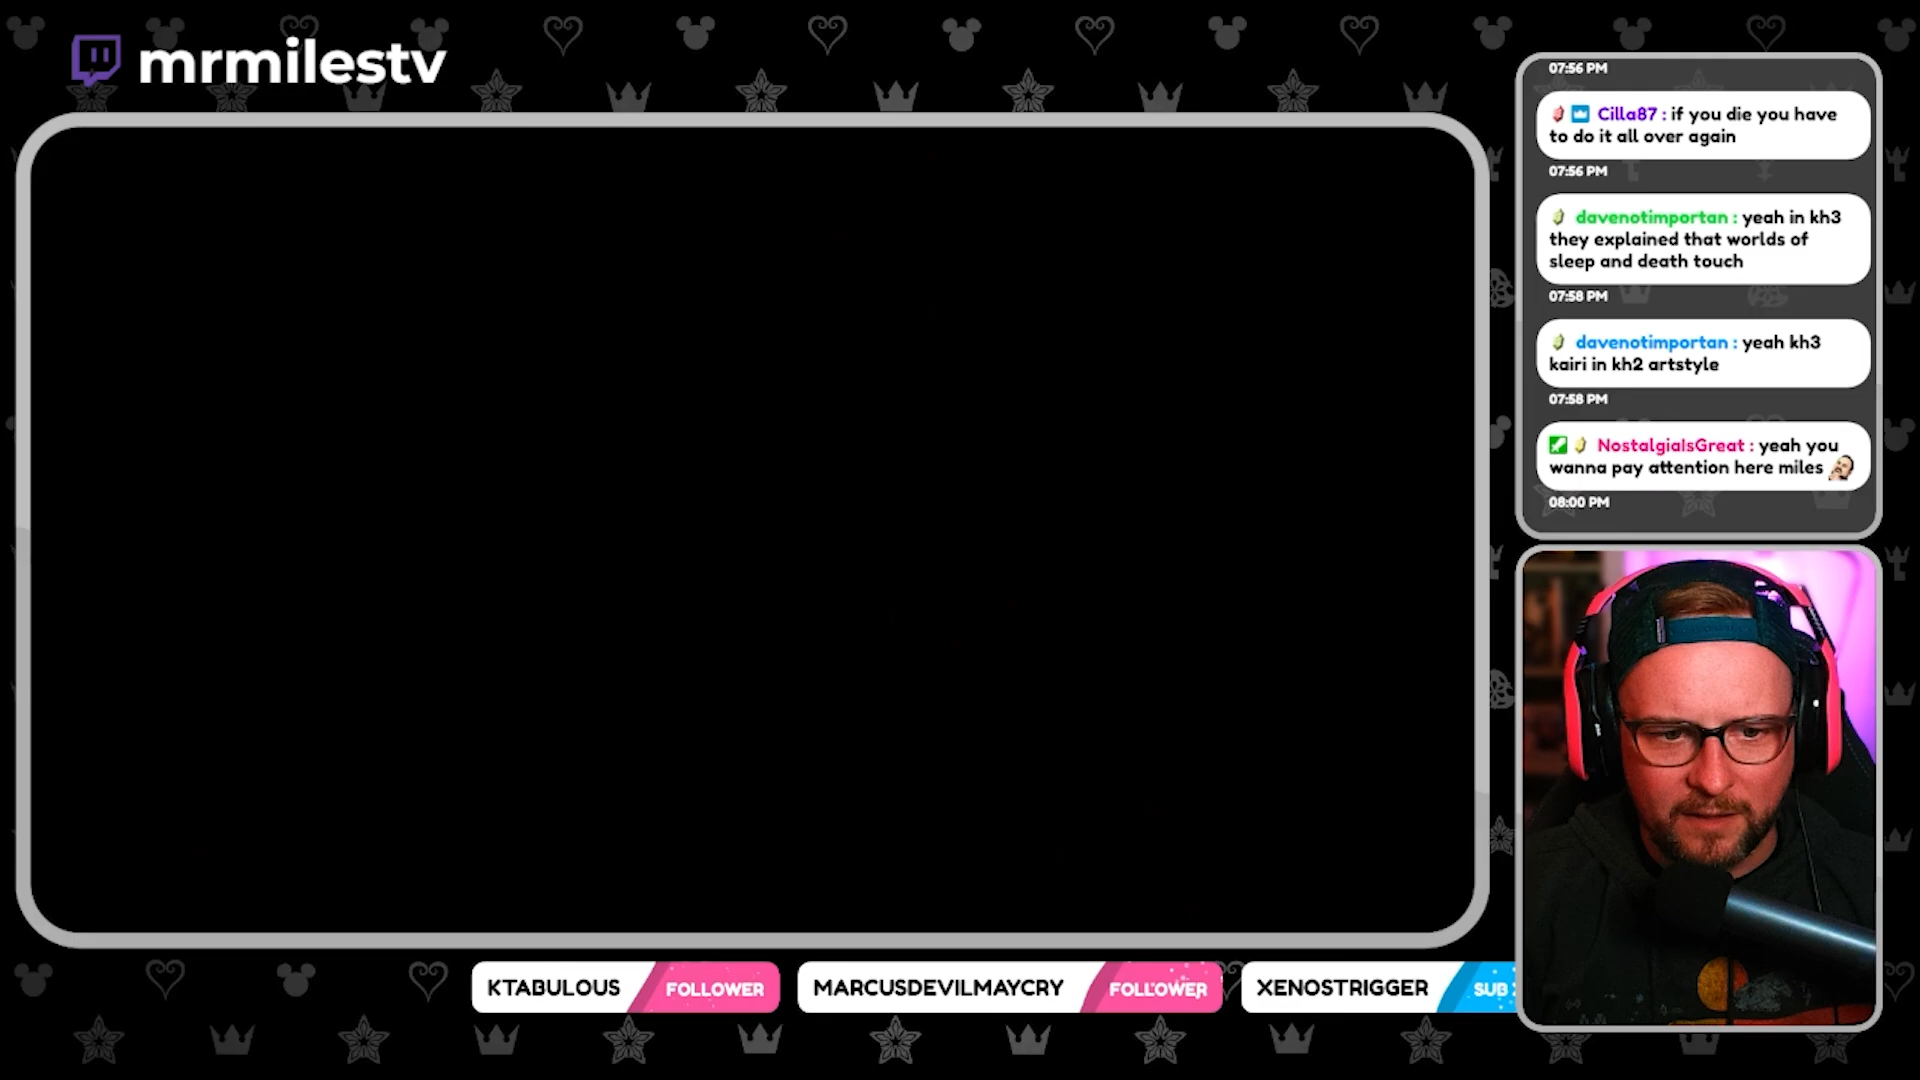 mrmilestv
07:56 PM
Cilla87 : if you die you have
to do it all over again
07:56 PM
davenotimportan : yeah in kh3
they explained that worlds of
sleep and death touch
07:58 PM
davenotimportan : yeah kh3
kairi in kh2 artstyle
07:58 PM
NostalgiaIsGreat : yeah you
wanna pay attention here miles
08:00 PM
KTABULOUS FOLLOWER
MARCUSDEVILMAYCRY FOLLOWER
XENOSTRIGGER SUB